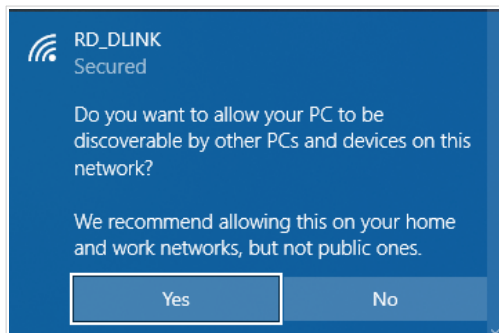 RD_DLINK
Secured
Do you want to allow your PC to be
discoverable by other PCs and devices on this
network?
We recommend allowing this on your home
and work networks, but not public ones.
Yes
No